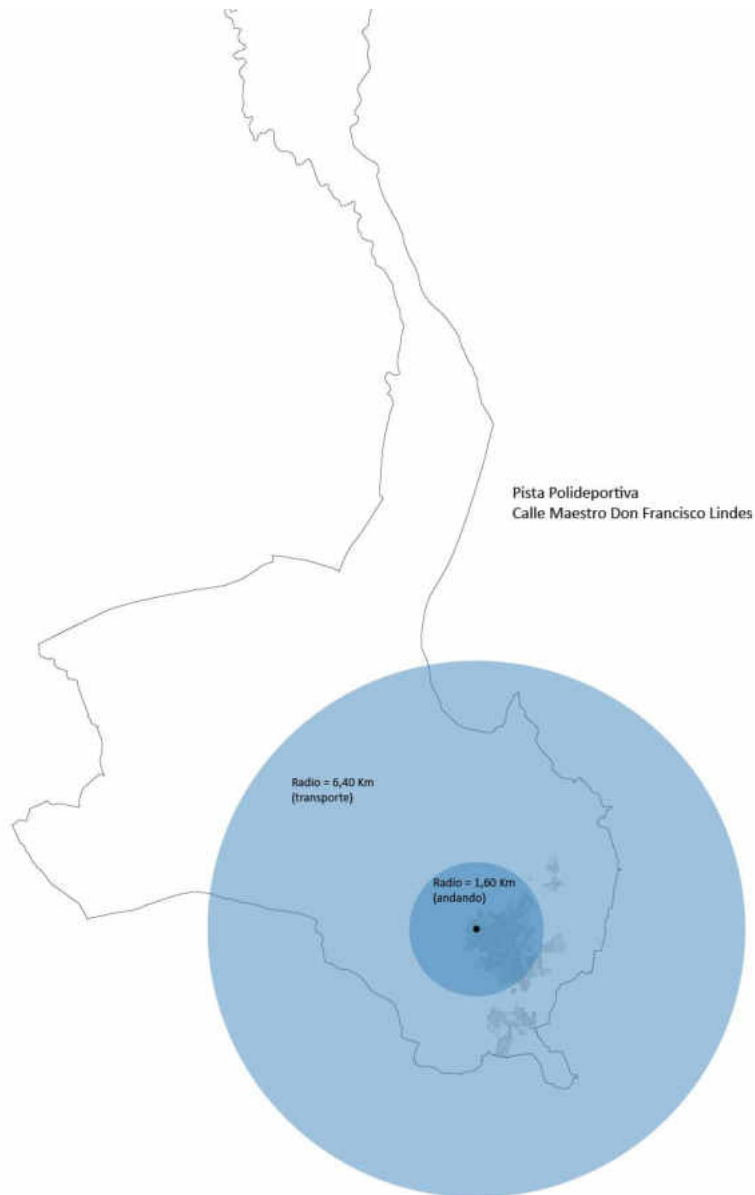 Pista Polideportiva
Calle Maestro Don Francisco Lindes
Radio = 6,40 Km
(transporte)
Radio = 1,60 Km
(andando)